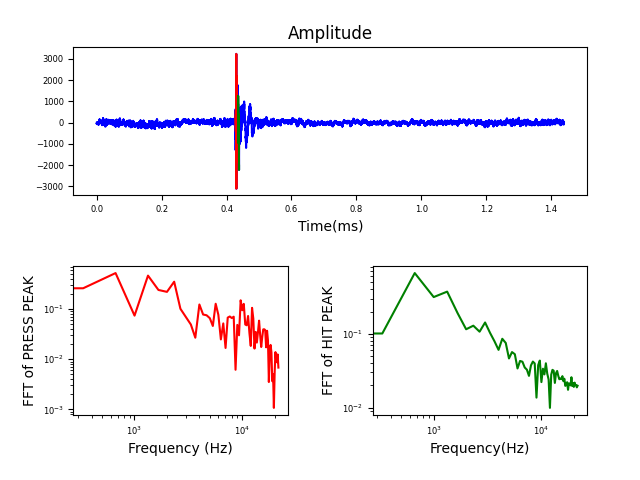 Amplitude
3000
2000
1000
0
−1000
−2000
−3000
0.0 0.2 0.4 0.6 0.8 1.0 1.2 1.4
Time(ms)
FFT of PRESS PEAK
10⁻¹
10⁻²
10⁻³
10³ 10⁴
Frequency (Hz)
FFT of HIT PEAK
10⁻¹
10⁻²
10³ 10⁴
Frequency(Hz)